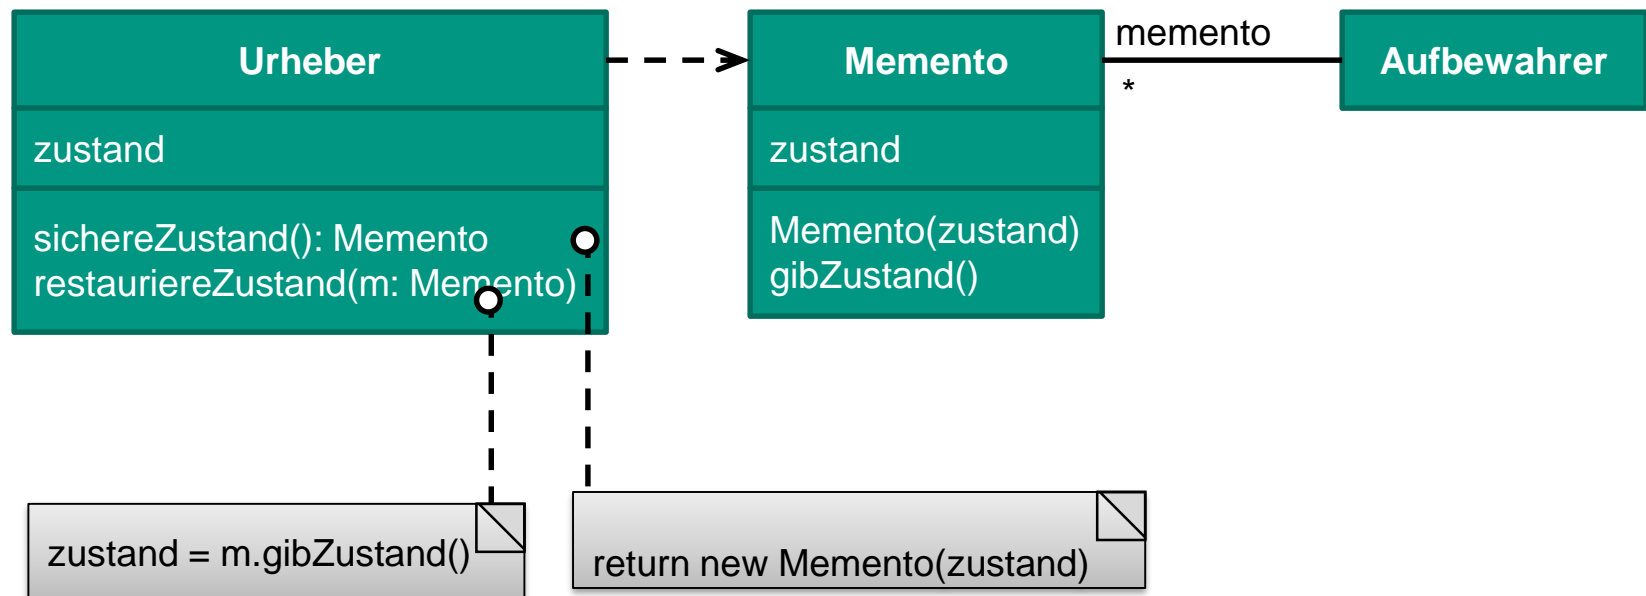 Urheber
zustand
sichereZustand(): Memento
restauriereZustand(m: Memento)
Memento
zustand
Memento(zustand)
gibZustand()
memento
*
Aufbewahrer
zustand = m.gibZustand()
return new Memento(zustand)